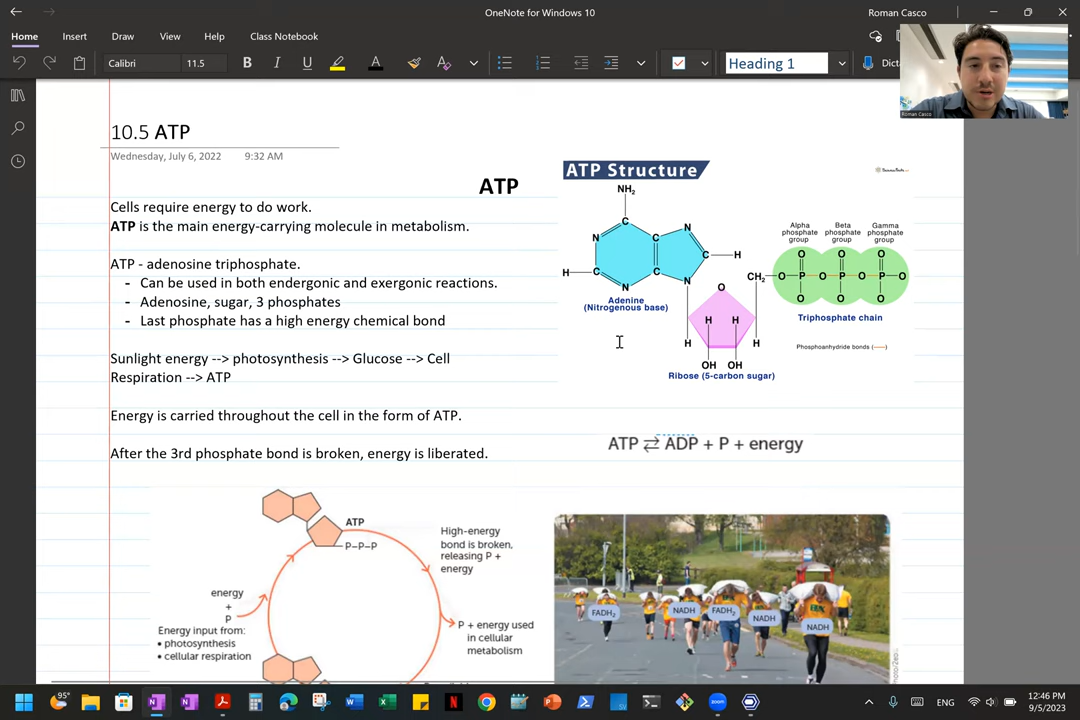 OneNote for Windows 10
Roman Casco
Home Insert Draw View Help Class Notebook
Calibri 11.5 B I U A A Heading 1 Dict
Roman Casco
10.5 ATP
Wednesday, July 6, 2022 9:32 AM
ATP
Cells require energy to do work.
ATP is the main energy-carrying molecule in metabolism.
ATP - adenosine triphosphate.
- Can be used in both endergonic and exergonic reactions.
- Adenosine, sugar, 3 phosphates
- Last phosphate has a high energy chemical bond
Sunlight energy --> photosynthesis --> Glucose --> Cell
Respiration --> ATP
Energy is carried throughout the cell in the form of ATP.
After the 3rd phosphate bond is broken, energy is liberated.
ATP Structure
NH₂
C
N C N
C H
H C C N
N
Adenine
(Nitrogenous base)
Alpha
phosphate
group
Beta
phosphate
group
Gamma
phosphate
group
O O O
CH₂ O P O P O P O
O O O
Triphosphate chain
Phosphoanhydride bonds (—)
O
H H
H H
OH OH
Ribose (5-carbon sugar)
ATP ⇄ ADP + P + energy
ATP
P–P–P
High-energy
bond is broken,
releasing P +
energy
energy
+
P
Energy input from:
• photosynthesis
• cellular respiration
P + energy used
in cellular
metabolism
FADH₂
NADH
FADH₂
NADH
NADH
95°
ENG
12:46 PM
9/5/2023